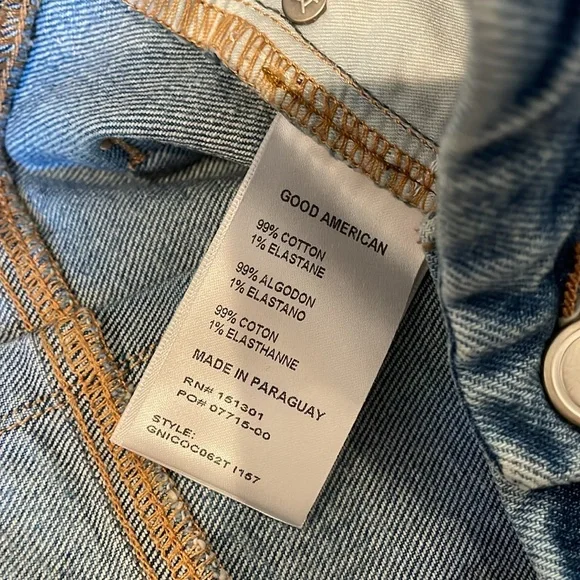 GOOD AMERICAN
99% COTTON
1% ELASTANE
99% ALGODON
1% ELASTANO
99% COTON
1% ELASTHANNE
MADE IN PARAGUAY
RN# 151301
PO# 07715-00
STYLE:
GNICOC062T I157